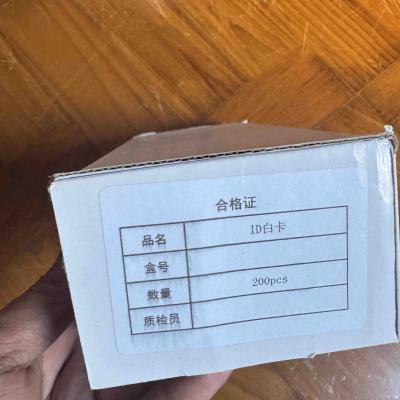 合格证
品名 ID白卡
盒号
数量 200pcs
质检员